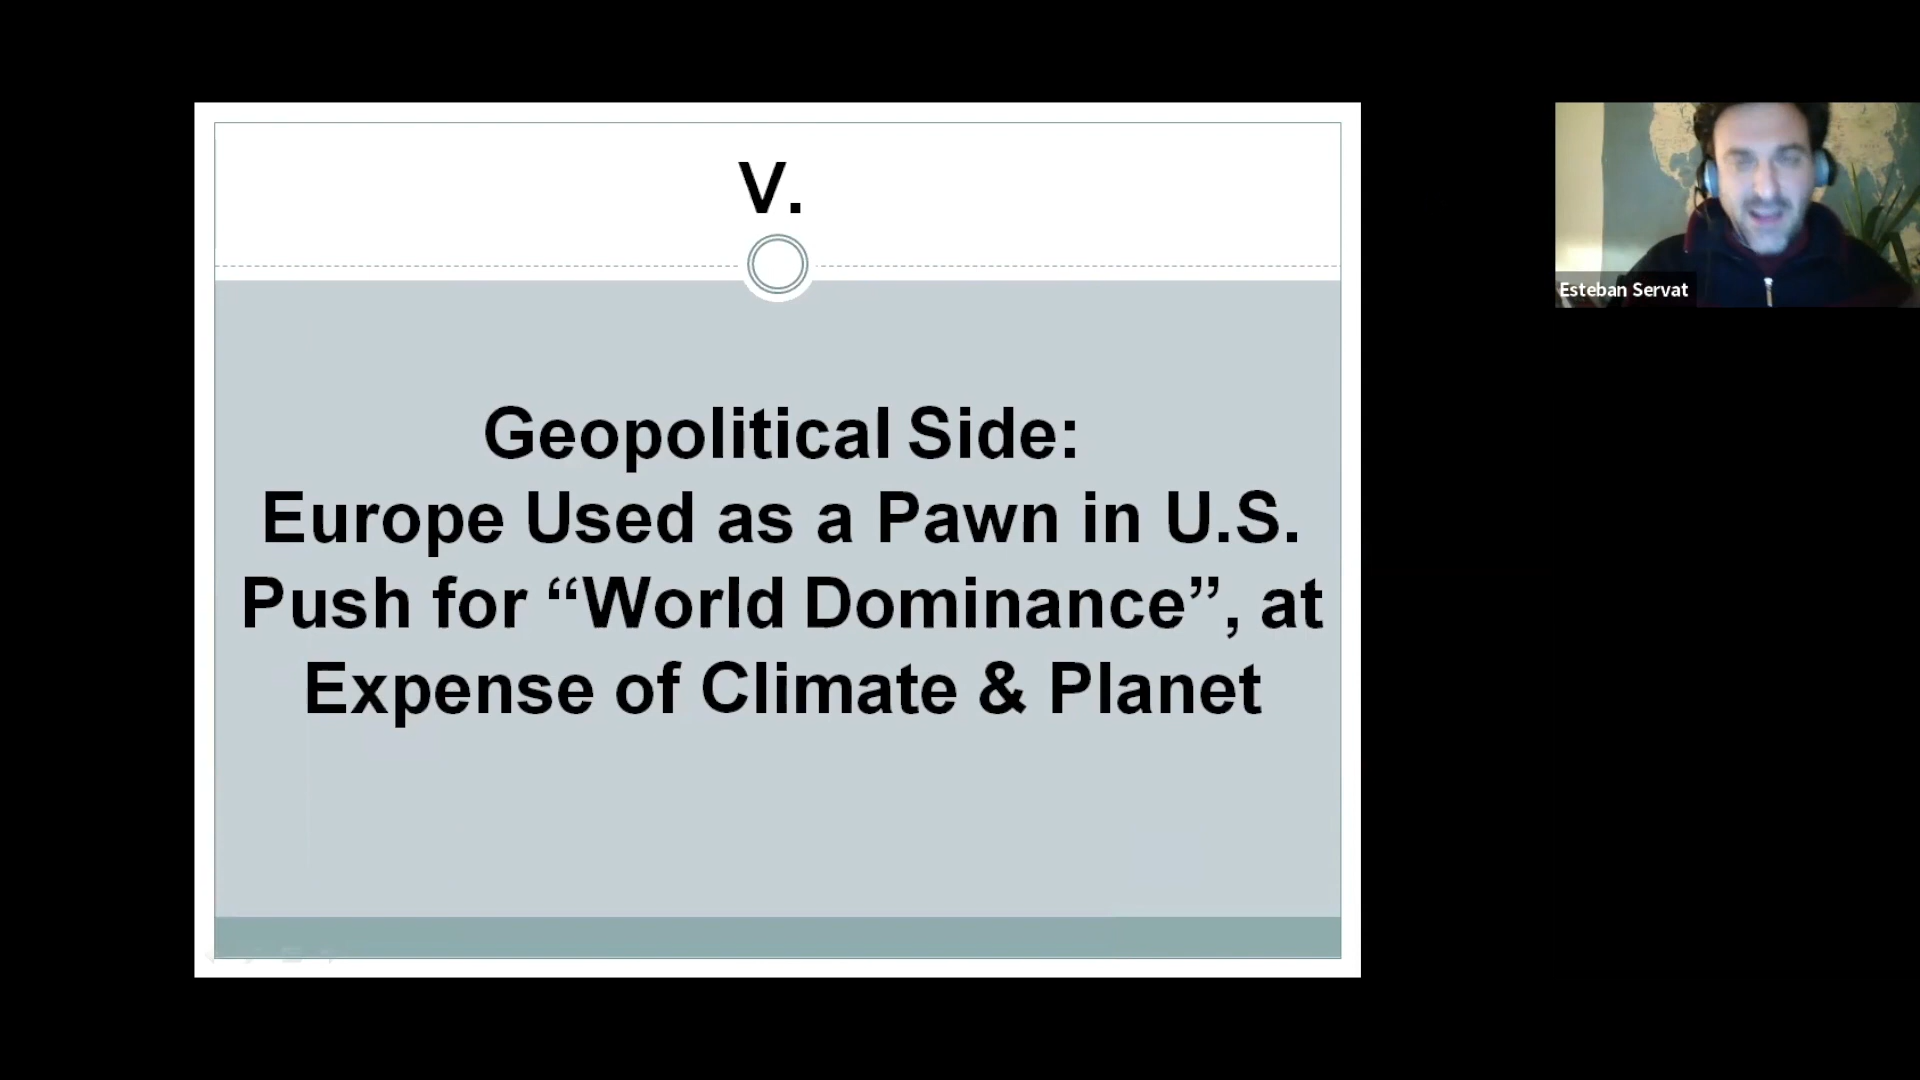 V.
Geopolitical Side:
Europe Used as a Pawn in U.S.
Push for “World Dominance”, at
Expense of Climate & Planet
Esteban Servat